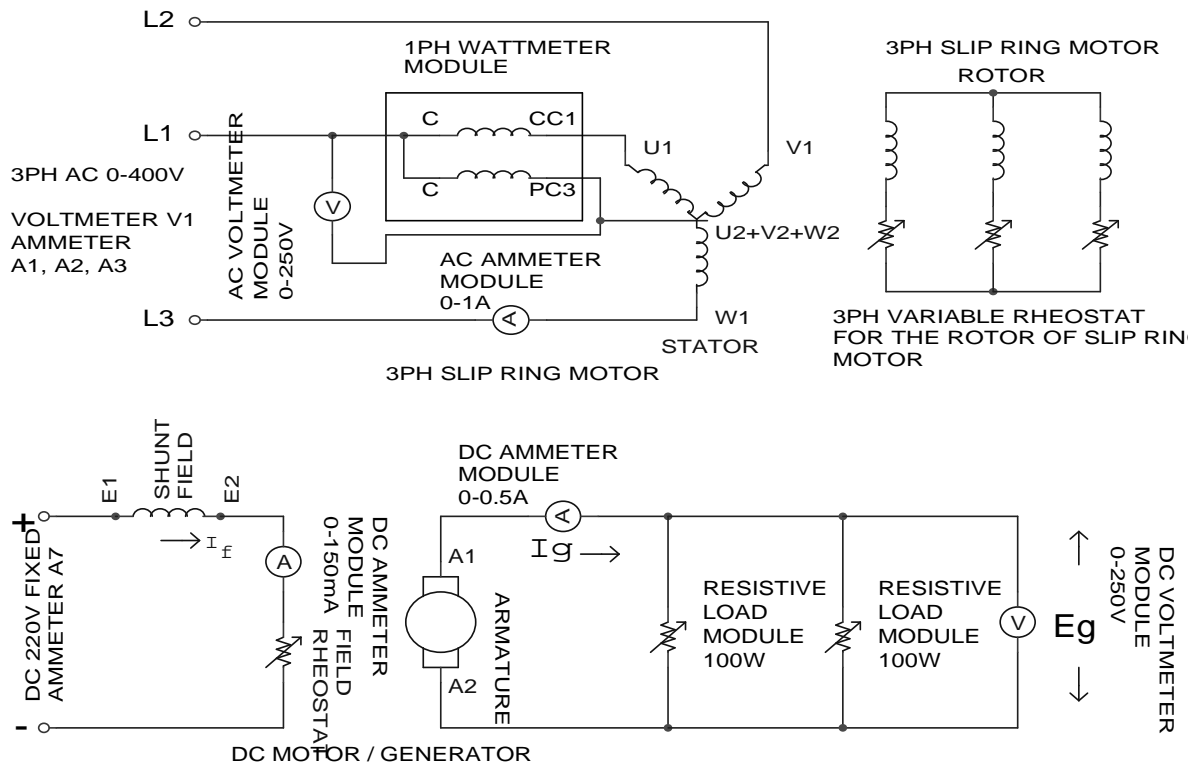 L2
1PH WATTMETER
MODULE
3PH SLIP RING MOTOR
ROTOR
L1
C
CC1
U1
V1
3PH AC 0-400V
C
PC3
V
VOLTMETER V1
AMMETER
A1, A2, A3
AC VOLTMETER
MODULE
0-250V
U2+V2+W2
AC AMMETER
MODULE
0-1A
L3
A
W1
STATOR
3PH SLIP RING MOTOR
3PH VARIABLE RHEOSTAT
FOR THE ROTOR OF SLIP RING
MOTOR
SHUNT
FIELD
E1
E2
+
If
A
-
DC 220V FIXED
AMMETER A7
DC AMMETER
MODULE
0-150mA
FIELD
RHEOSTAT
DC MOTOR / GENERATOR
DC AMMETER
MODULE
0-0.5A
A
Ig
A1
A2
ARMATURE
RESISTIVE
LOAD
MODULE
100W
RESISTIVE
LOAD
MODULE
100W
V
Eg
DC VOLTMETER
MODULE
0-250V